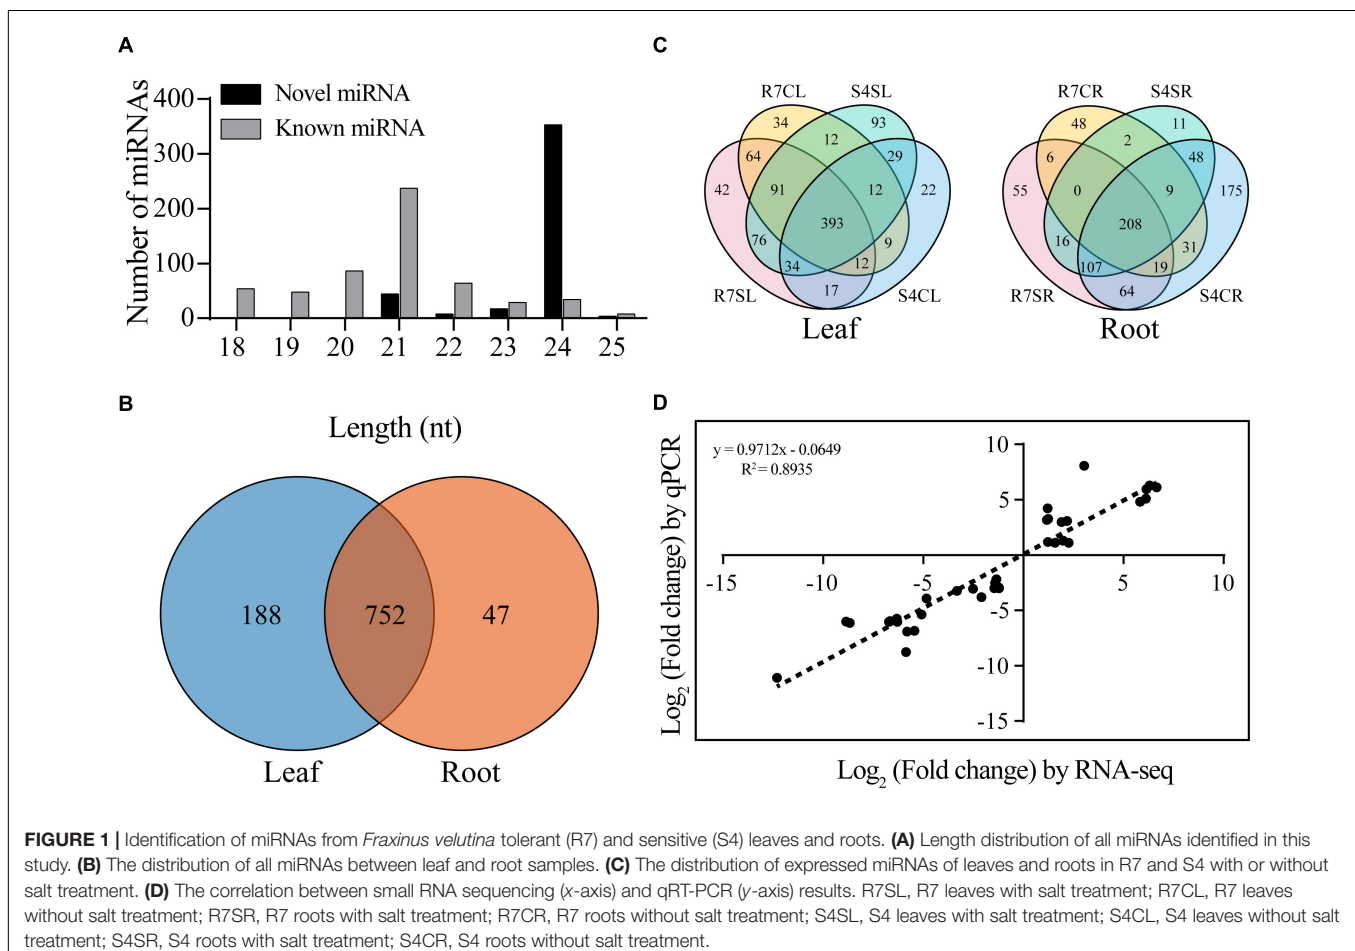 A
Number of miRNAs
Novel miRNA
Known miRNA
400
300
200
100
0
18 19 20 21 22 23 24 25
Length (nt)
B
188 752 47
Leaf Root
C
R7CL S4SL
34 93
12
64 29
42 91 12 22
393
76 9
34 12
17
R7SL S4CL
Leaf
R7CR S4SR
48 11
2
6 48
55 0 9 175
208
16 31
107 19
64
R7SR S4CR
Root
D
y = 0.9712x - 0.0649
R² = 0.8935
Log₂ (Fold change) by qPCR
10
5
-15 -10 -5 5 10
-5
-10
-15
Log₂ (Fold change) by RNA-seq
FIGURE 1 | Identification of miRNAs from Fraxinus velutina tolerant (R7) and sensitive (S4) leaves and roots. (A) Length distribution of all miRNAs identified in this
study. (B) The distribution of all miRNAs between leaf and root samples. (C) The distribution of expressed miRNAs of leaves and roots in R7 and S4 with or without
salt treatment. (D) The correlation between small RNA sequencing (x-axis) and qRT-PCR (y-axis) results. R7SL, R7 leaves with salt treatment; R7CL, R7 leaves
without salt treatment; R7SR, R7 roots with salt treatment; R7CR, R7 roots without salt treatment; S4SL, S4 leaves with salt treatment; S4CL, S4 leaves without salt
treatment; S4SR, S4 roots with salt treatment; S4CR, S4 roots without salt treatment.